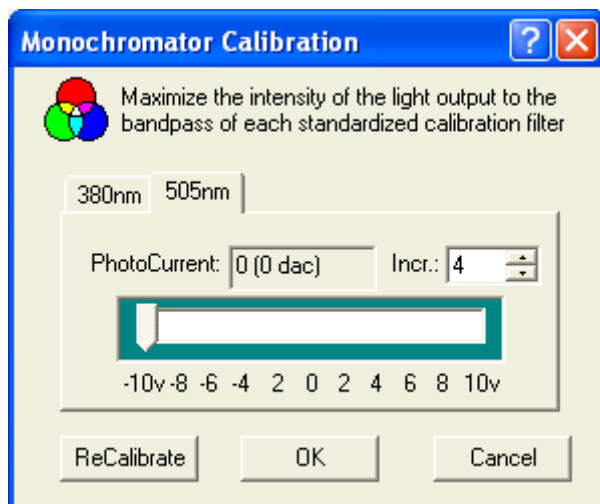 Monochromator Calibration
Maximize the intensity of the light output to the
bandpass of each standardized calibration filter
380nm 505nm
PhotoCurrent: 0 (0 dac) Incr.: 4
-10v -8 -6 -4 2 0 2 4 6 8 10v
ReCalibrate OK Cancel